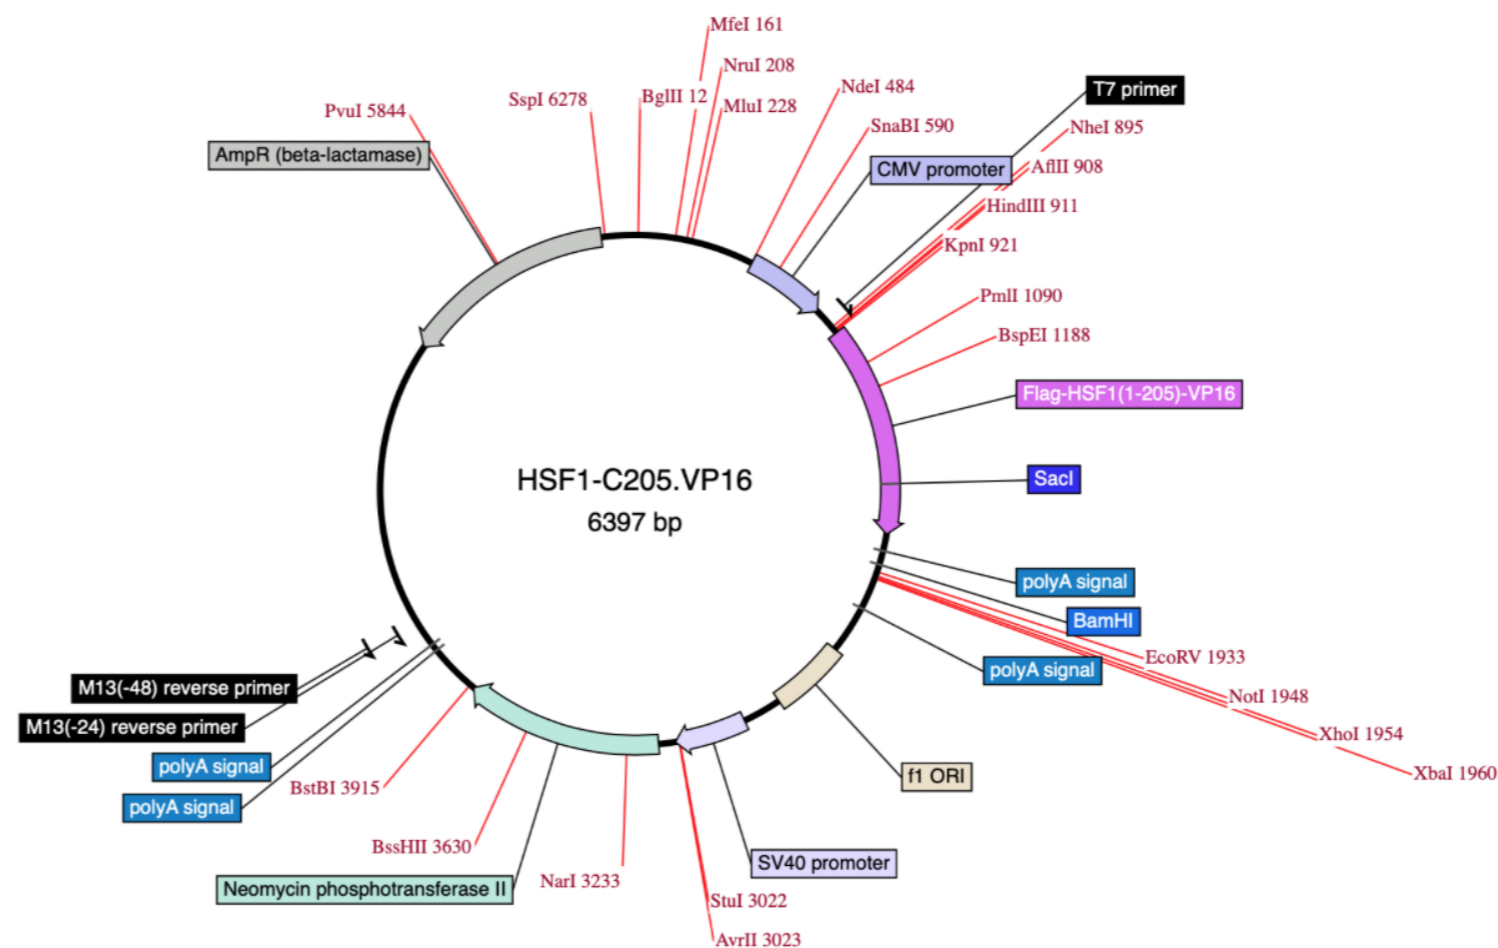 MfeI 161
NruI 208
BglII 12
MluI 228
SspI 6278
PvuI 5844
AmpR (beta-lactamase)
NdeI 484
SnaBI 590
T7 primer
NheI 895
CMV promoter
AflII 908
HindIII 911
KpnI 921
PmlI 1090
BspEI 1188
Flag-HSF1(1-205)-VP16
SacI
HSF1-C205.VP16
6397 bp
polyA signal
BamHI
EcoRV 1933
polyA signal
NotI 1948
XhoI 1954
XbaI 1960
f1 ORI
SV40 promoter
StuI 3022
AvrII 3023
NarI 3233
Neomycin phosphotransferase II
BssHII 3630
BstBI 3915
M13(-48) reverse primer
M13(-24) reverse primer
polyA signal
polyA signal